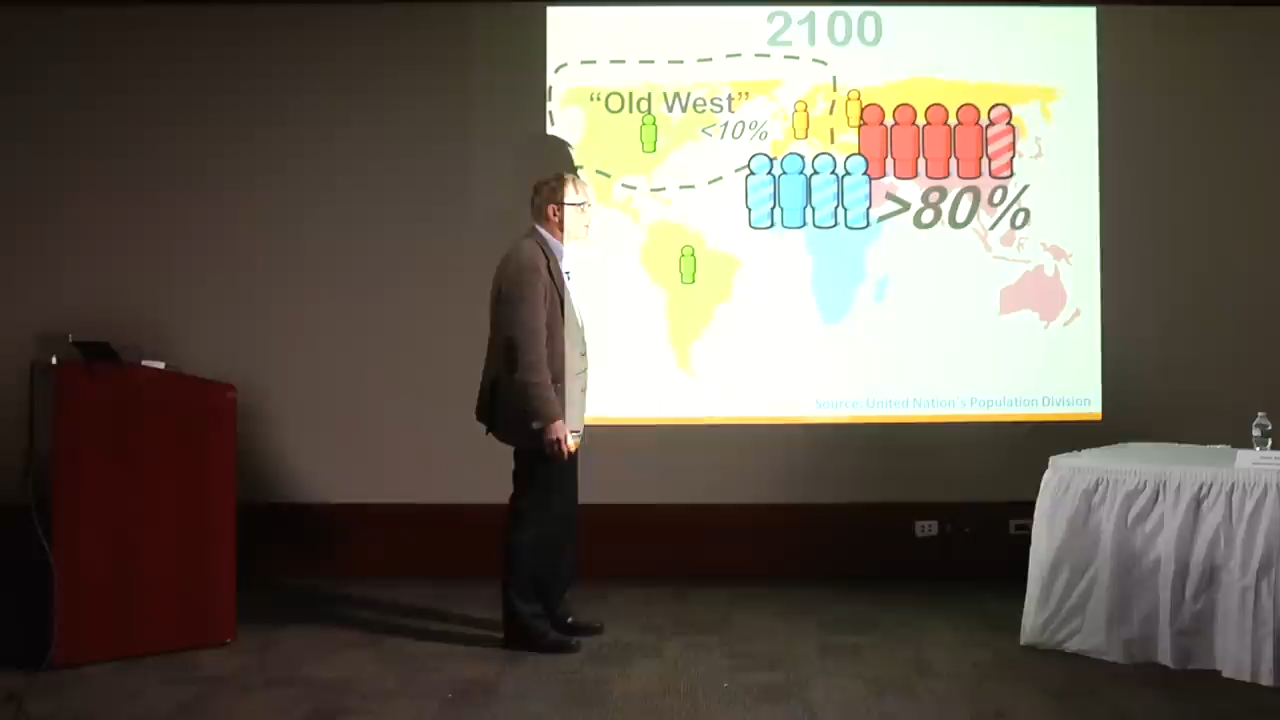 2100
“Old West”
<10%
>80%
Source: United Nation´s Population Division